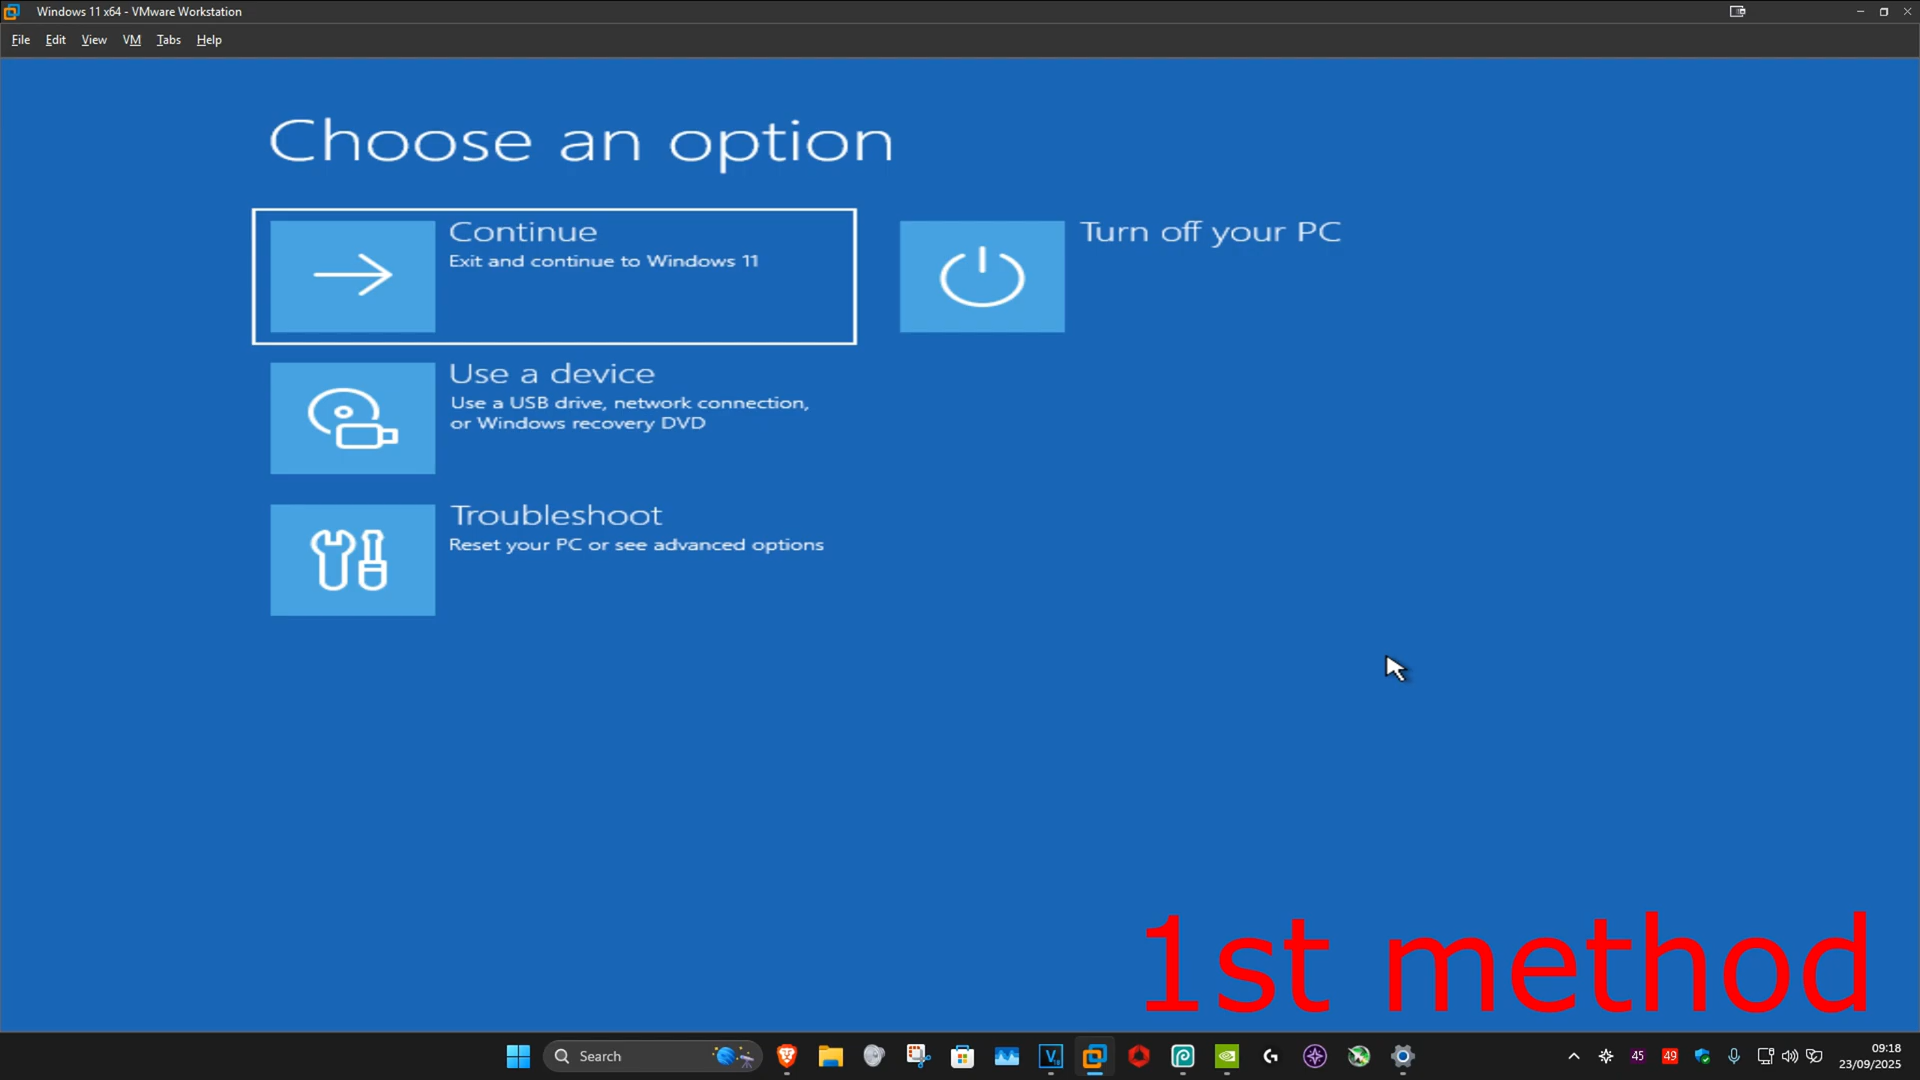 Windows 11 x64 - VMware Workstation
File Edit View VM Tabs Help
Choose an option
Continue
Exit and continue to Windows 11
Turn off your PC
Use a device
Use a USB drive, network connection,
or Windows recovery DVD
Troubleshoot
Reset your PC or see advanced options
1st method
Search
45
49
09:18
23/09/2025